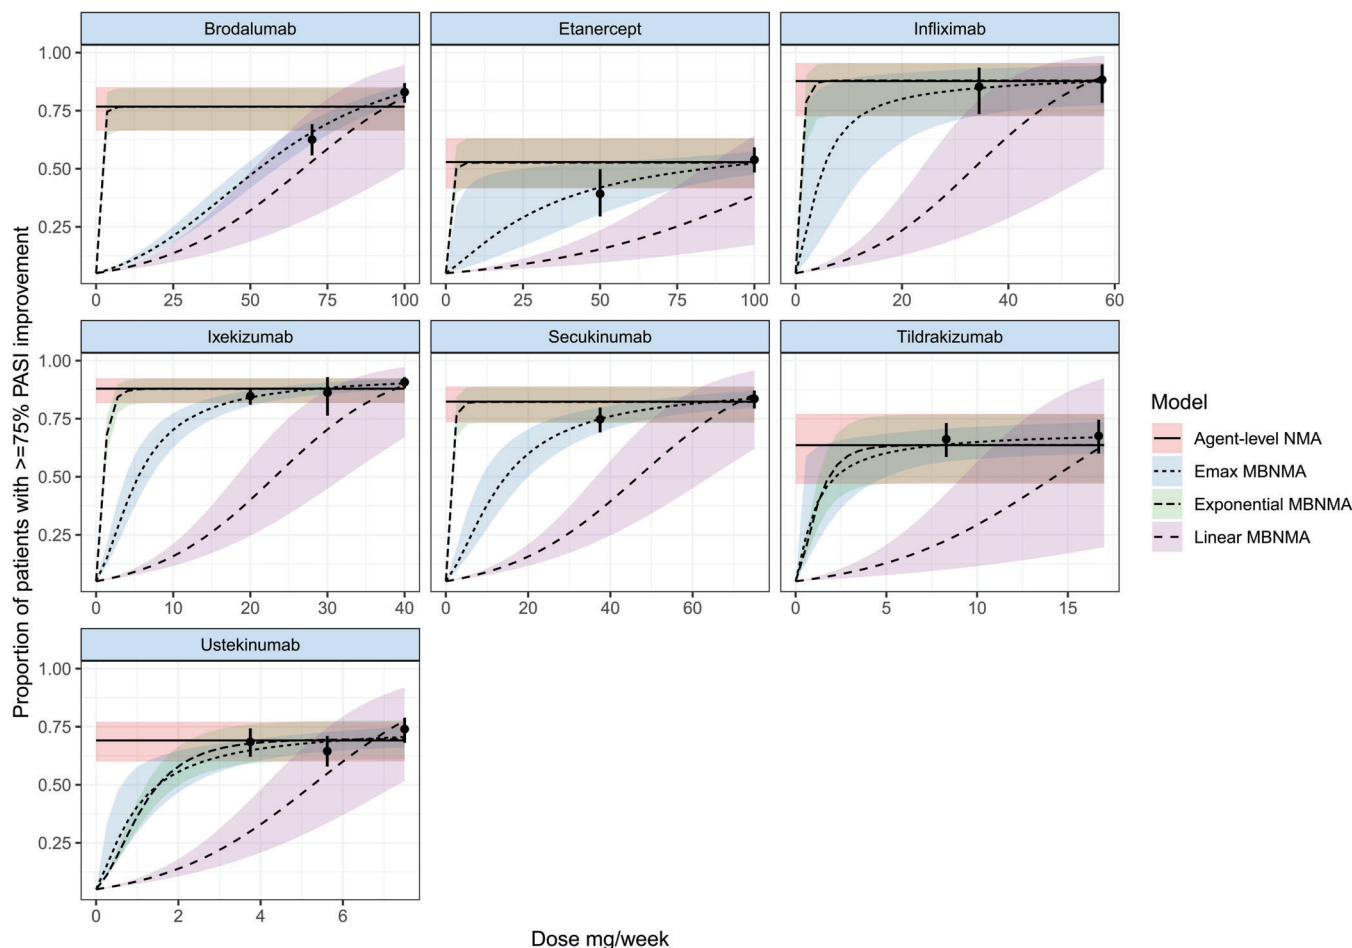 Brodalumab
Etanercept
Infliximab
1.00
0.75
0.50
0.25
0 25 50 75 100
0 25 50 75 100
0 20 40 60
Ixekizumab
Secukinumab
Tildrakizumab
1.00
0.75
0.50
0.25
0 10 20 30 40
0 20 40 60
0 5 10 15
Ustekinumab
1.00
0.75
0.50
0.25
0 2 4 6
Proportion of patients with >=75% PASI improvement
Dose mg/week
Model
Agent-level NMA
Emax MBNMA
Exponential MBNMA
Linear MBNMA